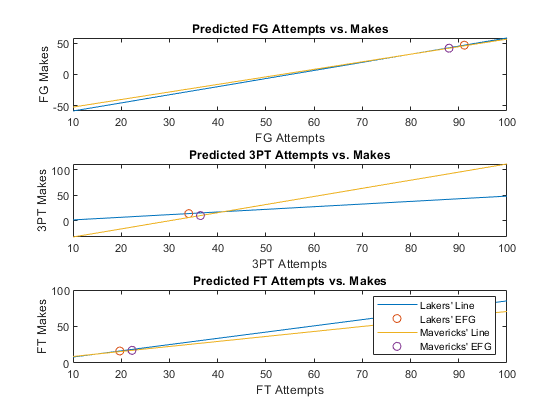 Predicted FG Attempts vs. Makes
50
0
-50
FG Makes
10 20 30 40 50 60 70 80 90 100
FG Attempts
Predicted 3PT Attempts vs. Makes
100
50
0
3PT Makes
10 20 30 40 50 60 70 80 90 100
3PT Attempts
Predicted FT Attempts vs. Makes
100
50
0
FT Makes
Lakers' Line
Lakers' EFG
Mavericks' Line
Mavericks' EFG
10 20 30 40 50 60 70 80 90 100
FT Attempts